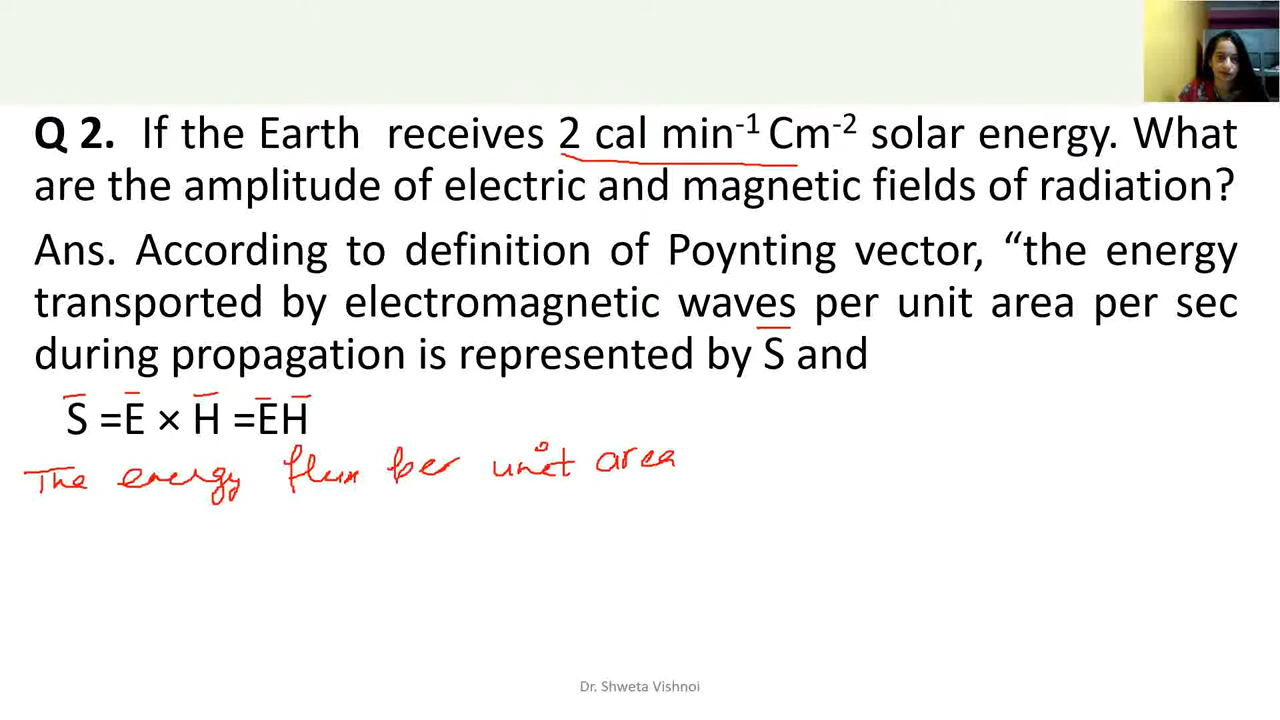 Q 2. If the Earth receives 2 cal min⁻¹ Cm⁻² solar energy. What
are the amplitude of electric and magnetic fields of radiation?
Ans. According to definition of Poynting vector, “the energy
transported by electromagnetic waves per unit area per sec
during propagation is represented by S̅ and
S̅ =E̅ × H̅ =E̅H̅
The energy flux per unit area
Dr. Shweta Vishnoi